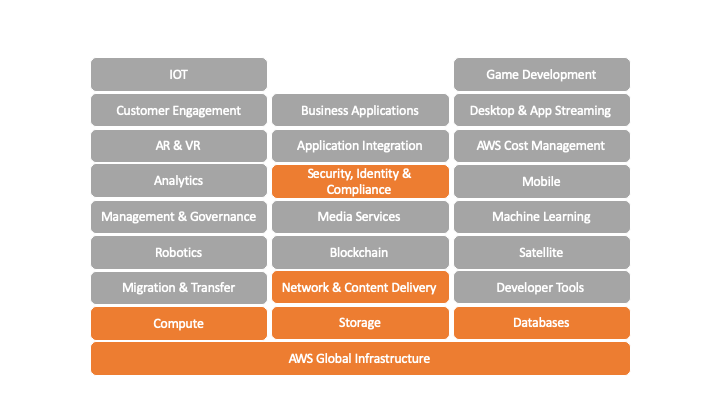 IOT
Game Development
Customer Engagement
Business Applications
Desktop & App Streaming
AR & VR
Application Integration
AWS Cost Management
Analytics
Security, Identity &
Compliance
Mobile
Management & Governance
Media Services
Machine Learning
Robotics
Blockchain
Satellite
Migration & Transfer
Network & Content Delivery
Developer Tools
Compute
Storage
Databases
AWS Global Infrastructure